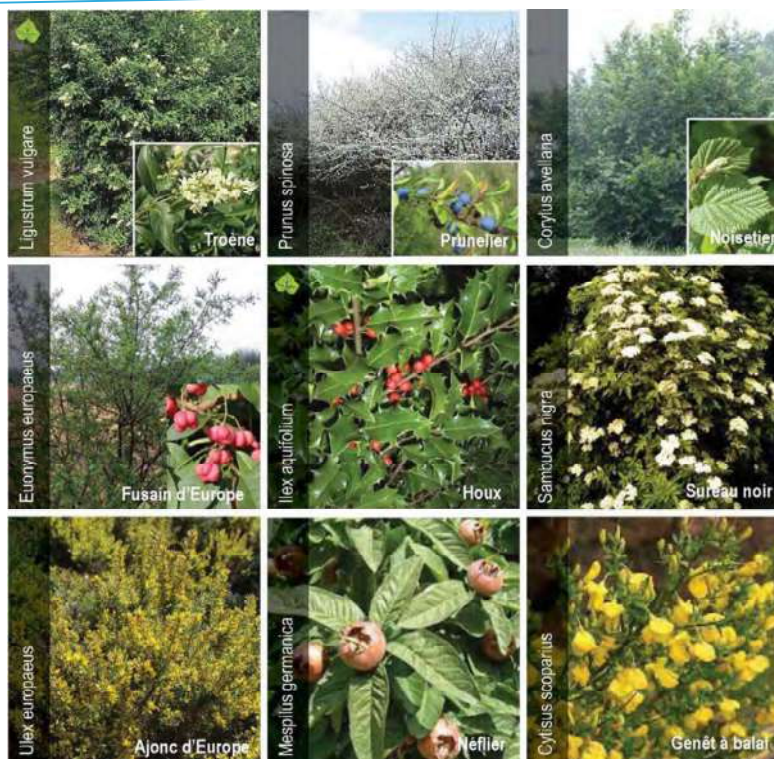 Ligustrum vulgare
Troène
Prunus spinosa
Prunelier
Corylus avellana
Noisetier
Euonymus europaeus
Fusain d'Europe
Ilex aquifolium
Houx
Sambucus nigra
Sureau noir
Ulex europaeus
Ajonc d'Europe
Mespilus germanica
Néflier
Cytisus scoparius
Genêt à balai